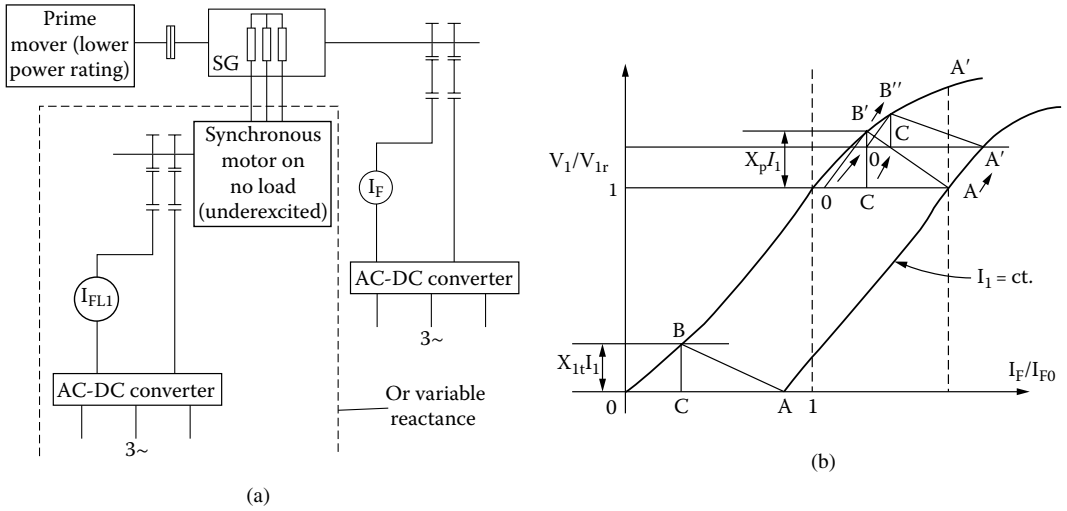 Prime
mover (lower
power rating)
SG
Synchronous
motor on
no load
(underexcited)
I_F
I_FL1
AC-DC converter
3~
AC-DC converter
3~
Or variable
reactance
(a)
V_1/V_1r
1
X_pI_1
X_1tI_1
B′
B′′
A′
C
0
A′
0
C
A
B
I_1 = ct.
I_F/I_F0
0
C
A
1
(b)